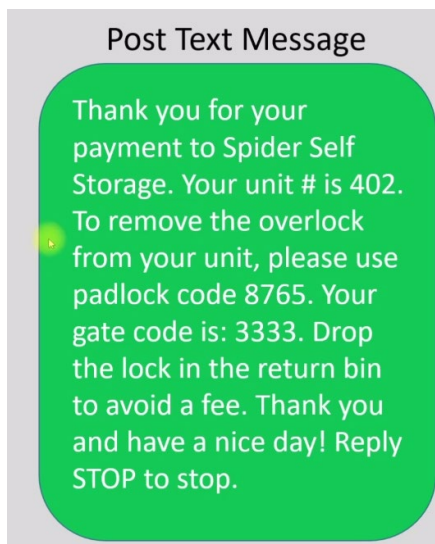 Post Text Message
Thank you for your
payment to Spider Self
Storage. Your unit # is 402.
To remove the overlock
from your unit, please use
padlock code 8765. Your
gate code is: 3333. Drop
the lock in the return bin
to avoid a fee. Thank you
and have a nice day! Reply
STOP to stop.